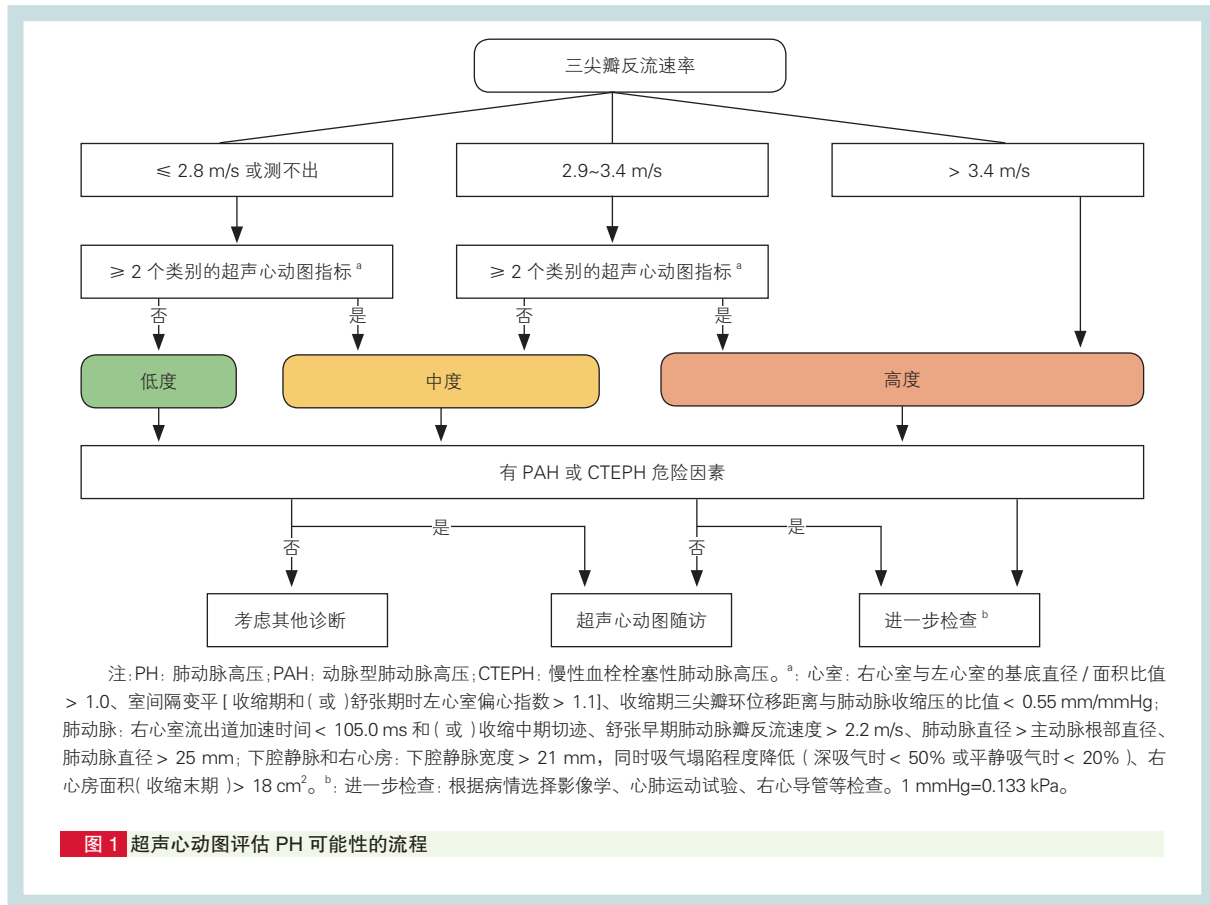 三尖瓣反流速率
≤ 2.8 m/s 或测不出
2.9~3.4 m/s
> 3.4 m/s
≥ 2 个类别的超声心动图指标 a
≥ 2 个类别的超声心动图指标 a
否
是
否
是
低度
中度
高度
有 PAH 或 CTEPH 危险因素
是
是
否
否
考虑其他诊断
超声心动图随访
进一步检查 b
注:PH: 肺动脉高压;PAH: 动脉型肺动脉高压;CTEPH: 慢性血栓栓塞性肺动脉高压。a: 心室: 右心室与左心室的基底直径 / 面积比值
> 1.0、室间隔变平 [ 收缩期和( 或 )舒张期时左心室偏心指数> 1.1]、收缩期三尖瓣环位移距离与肺动脉收缩压的比值< 0.55 mm/mmHg;
肺动脉: 右心室流出道加速时间< 105.0 ms 和( 或 )收缩中期切迹、舒张早期肺动脉瓣反流速度> 2.2 m/s、肺动脉直径>主动脉根部直径、
肺动脉直径> 25 mm; 下腔静脉和右心房: 下腔静脉宽度> 21 mm，同时吸气塌陷程度降低 ( 深吸气时< 50% 或平静吸气时< 20% )、右
心房面积( 收缩末期 )> 18 cm2。b: 进一步检查: 根据病情选择影像学、心肺运动试验、右心导管等检查。1 mmHg=0.133 kPa。
图 1 超声心动图评估 PH 可能性的流程